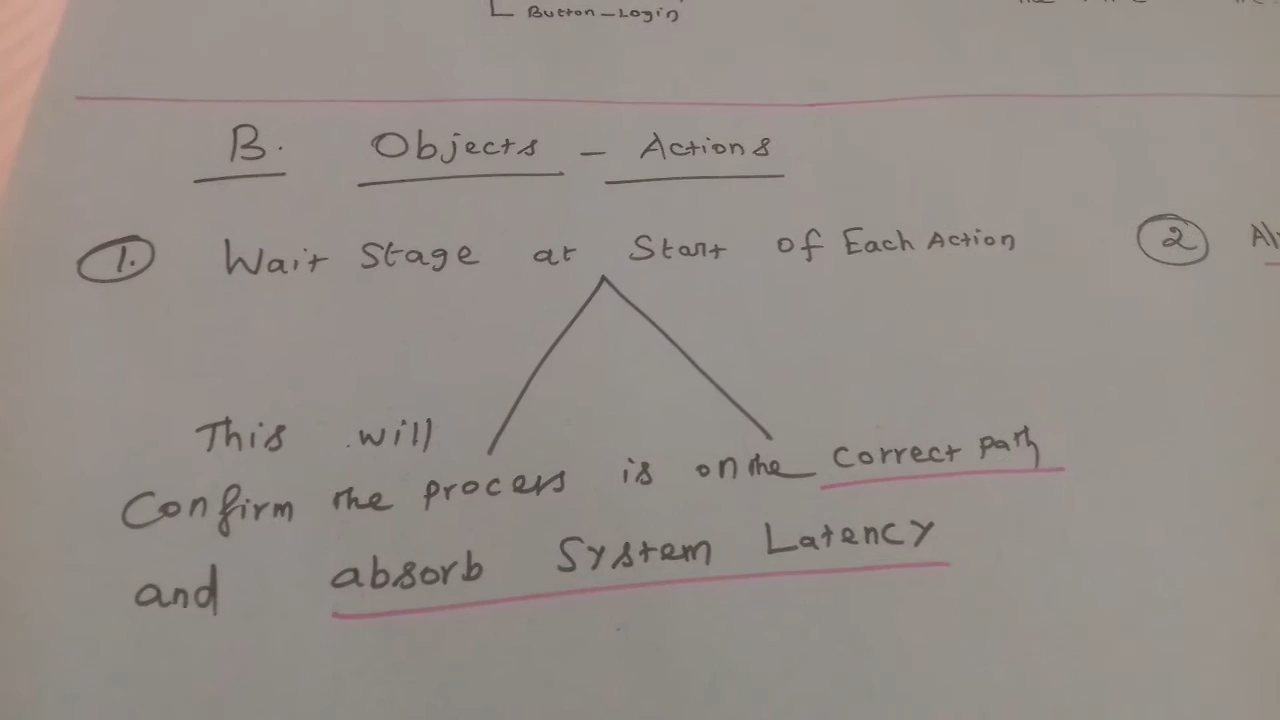 Button-Login
B. Objects - Actions
1. Wait Stage at Start of Each Action
2
This will
Confirm the process is on the correct path
and absorb System Latency